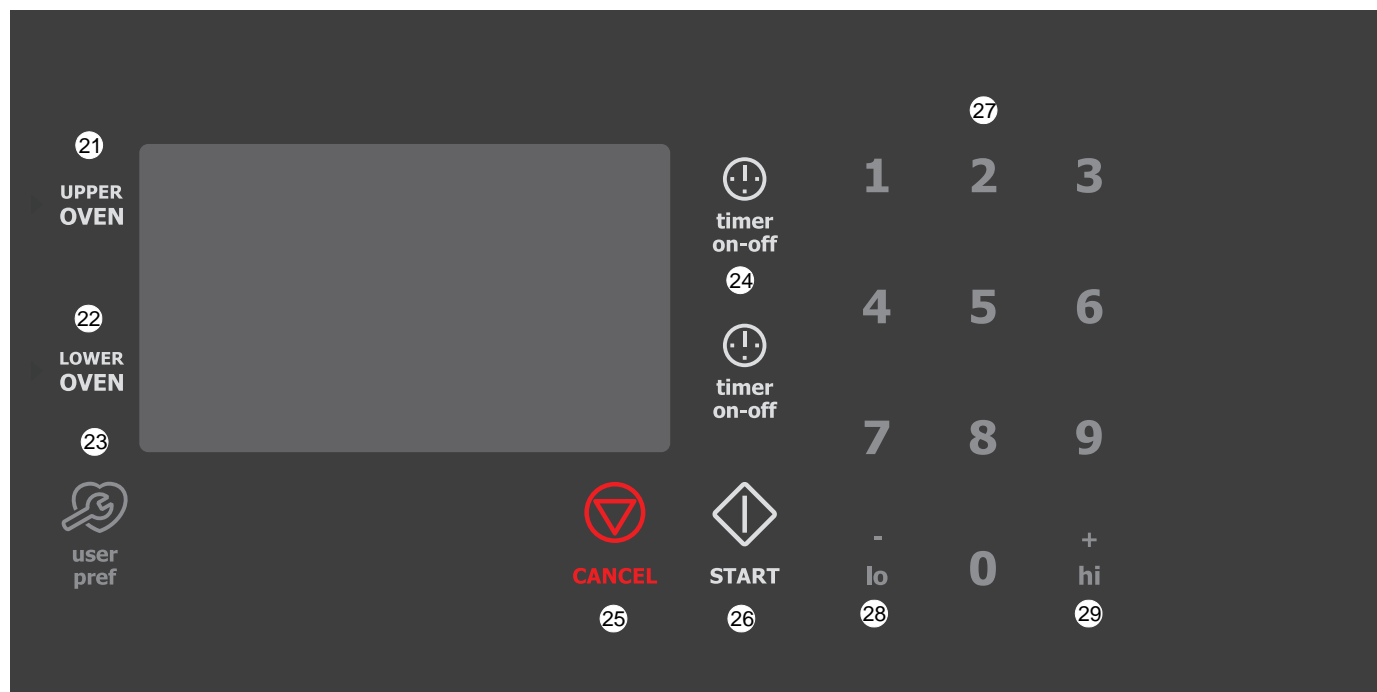 27
21
UPPER
OVEN
timer
on-off
24
1 2 3
22
LOWER
OVEN
timer
on-off
4 5 6
23
user
pref
7 8 9
CANCEL
25
START
26
-
lo
28
0
+
hi
29